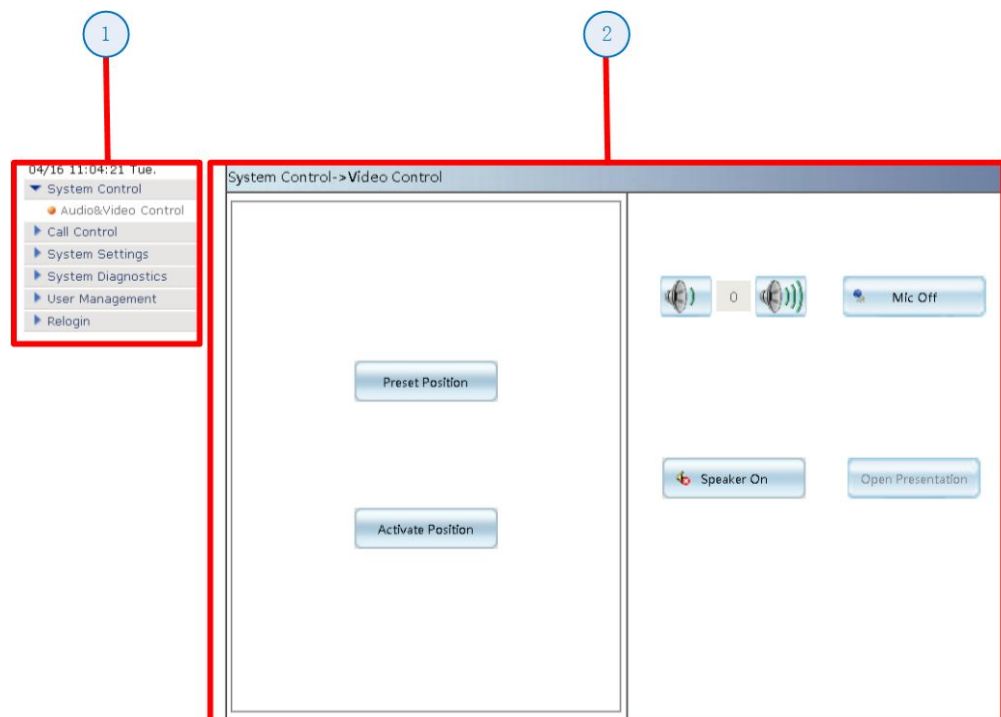 1
2
04/16 11:04:21 Tue.
System Control
Audio&Video Control
Call Control
System Settings
System Diagnostics
User Management
Relogin
System Control->Video Control
0
Mic Off
Preset Position
Speaker On
Open Presentation
Activate Position